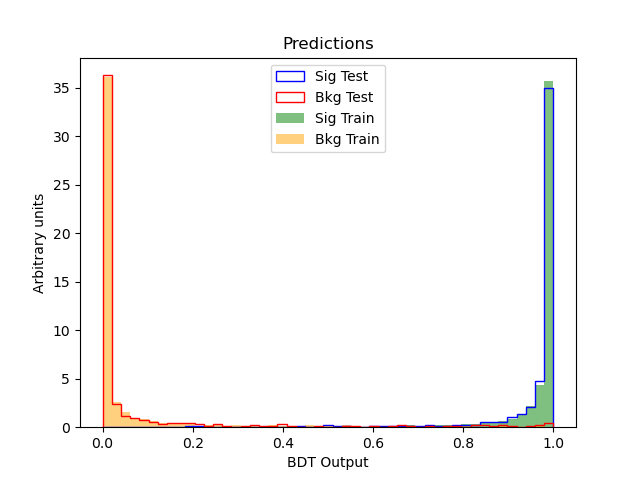 Predictions
Sig Test
Bkg Test
Sig Train
Bkg Train
Arbitrary units
35
30
25
20
15
10
5
0
0.0 0.2 0.4 0.6 0.8 1.0
BDT Output